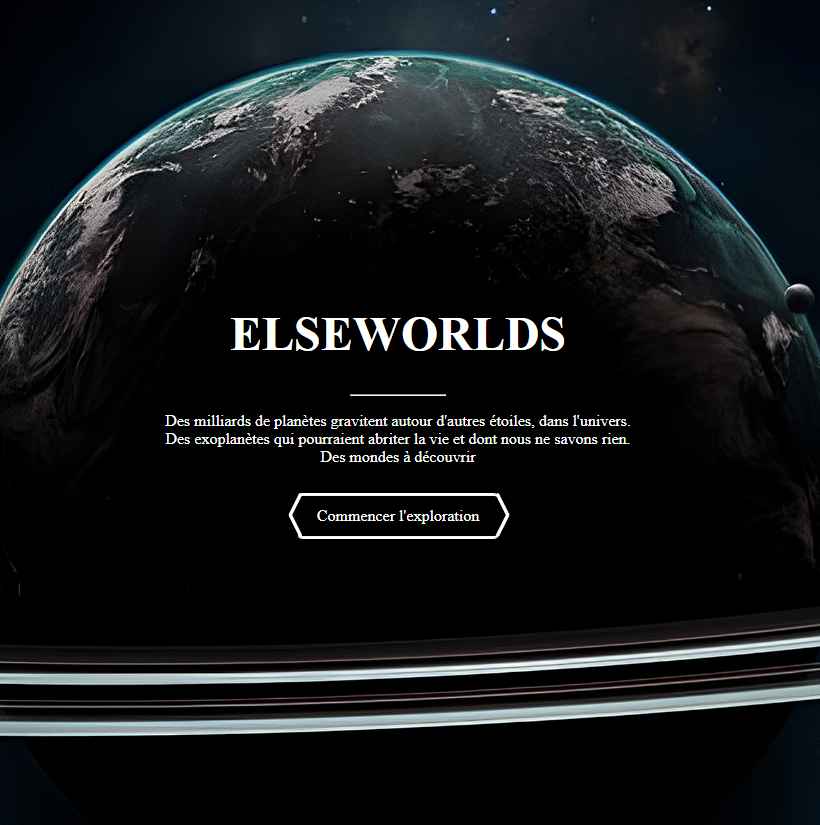 ELSEWORLDS
Des milliards de planètes gravitent autour d'autres étoiles, dans l'univers.
Des exoplanètes qui pourraient abriter la vie et dont nous ne savons rien.
Des mondes à découvrir
Commencer l'exploration